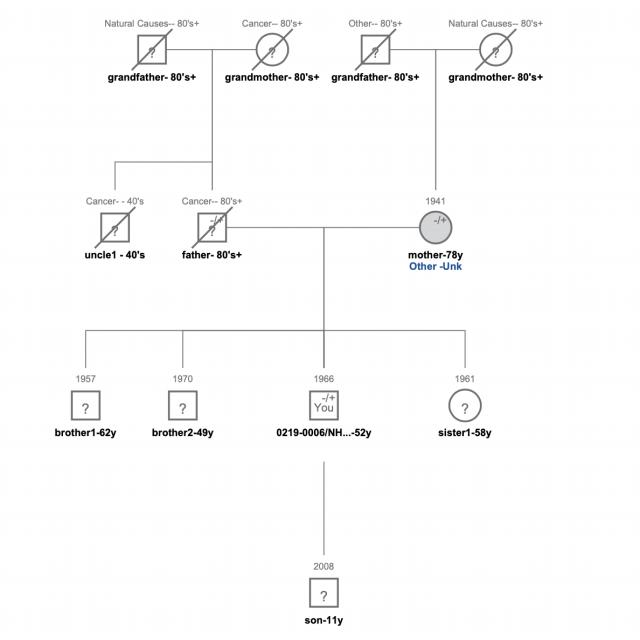 Natural Causes-- 80's+
Cancer-- 80's+
Other-- 80's+
Natural Causes-- 80's+
?
?
?
?
grandfather- 80's+
grandmother- 80's+
grandfather- 80's+
grandmother- 80's+
Cancer- - 40's
Cancer-- 80's+
1941
?
-/+
?
-/+
uncle1 - 40's
father- 80's+
mother-78y
Other -Unk
1957
1970
1966
1961
?
?
-/+
You
?
brother1-62y
brother2-49y
0219-0006/NH...-52y
sister1-58y
2008
?
son-11y